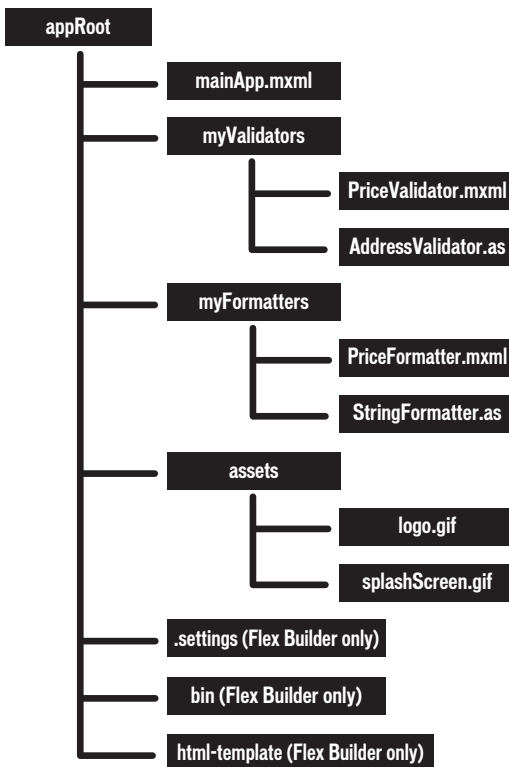 appRoot
mainApp.mxml
myValidators
PriceValidator.mxml
AddressValidator.as
myFormatters
PriceFormatter.mxml
StringFormatter.as
assets
logo.gif
splashScreen.gif
.settings (Flex Builder only)
bin (Flex Builder only)
html-template (Flex Builder only)